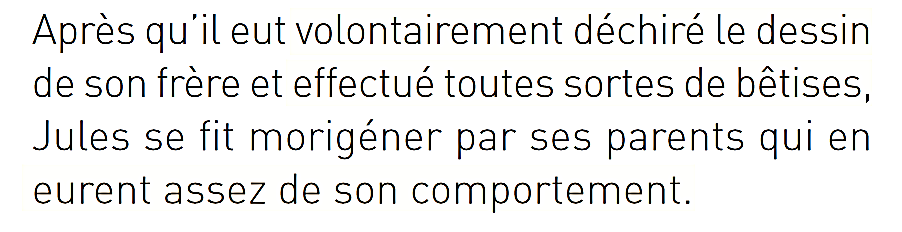 Après qu’il eut volontairement déchiré le dessin
de son frère et effectué toutes sortes de bêtises,
Jules se fit morigéner par ses parents qui en
eurent assez de son comportement.